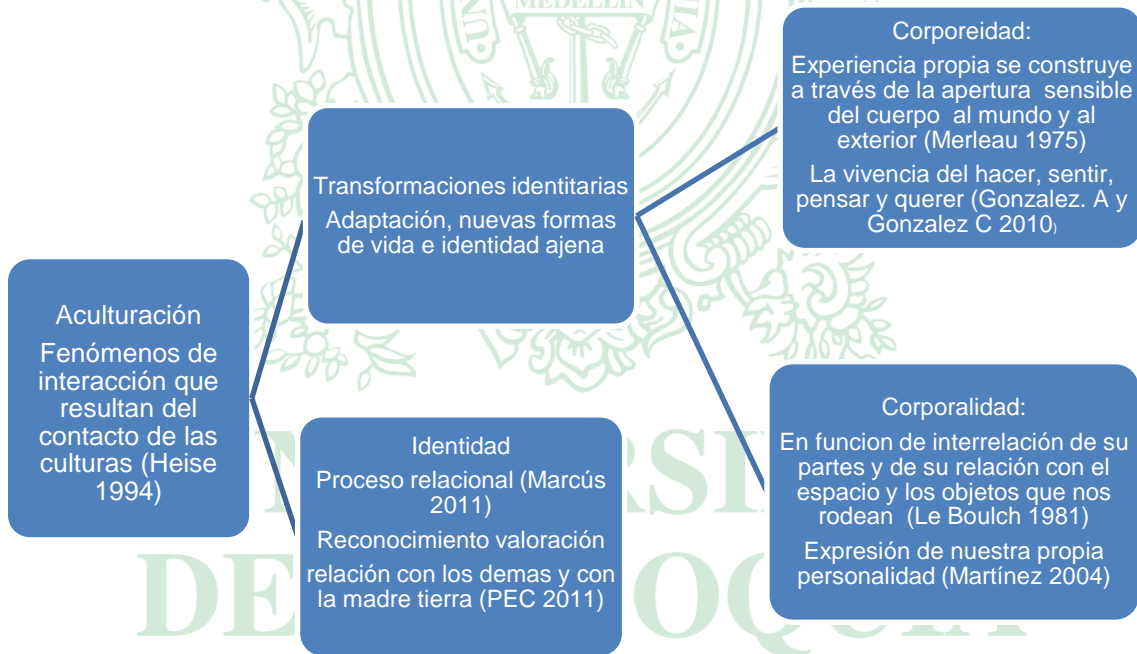 MEDELLIN
Aculturación
Fenómenos de
interacción que
resultan del
contacto de las
culturas (Heise
1994)
Transformaciones identitarias
Adaptación, nuevas formas
de vida e identidad ajena
Identidad
Proceso relacional (Marcús
2011)
Reconocimiento valoración
relación con los demas y con
la madre tierra (PEC 2011)
Corporeidad:
Experiencia propia se construye
a través de la apertura sensible
del cuerpo al mundo y al
exterior (Merleau 1975)
La vivencia del hacer, sentir,
pensar y querer (Gonzalez. A y
Gonzalez C 2010)
Corporalidad:
En funcion de interrelación de su
partes y de su relación con el
espacio y los objetos que nos
rodean (Le Boulch 1981)
Expresión de nuestra propia
personalidad (Martínez 2004)